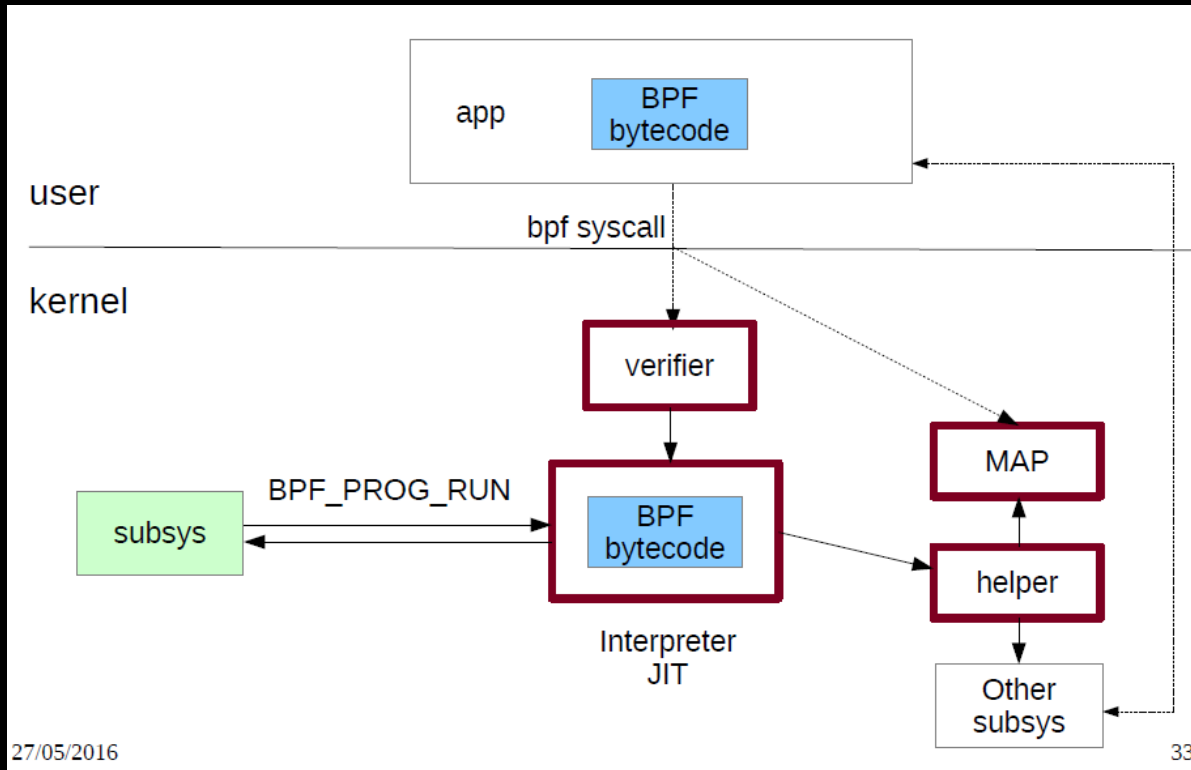 app
BPF
bytecode
user
bpf syscall
kernel
verifier
MAP
BPF_PROG_RUN
subsys
BPF
bytecode
helper
Interpreter
JIT
Other
subsys
27/05/2016
33